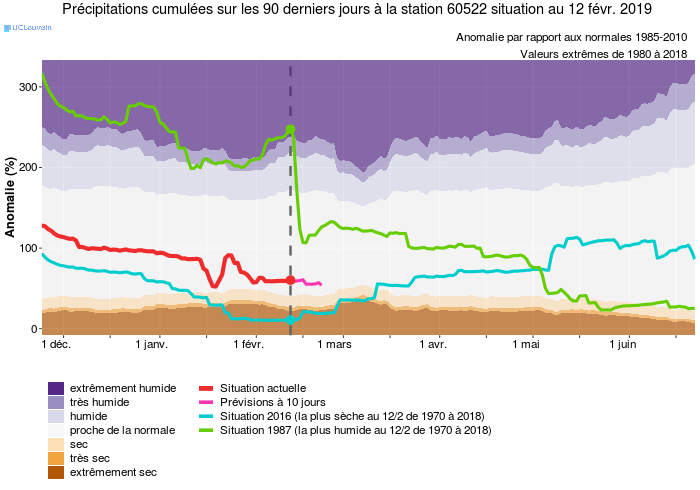 Précipitations cumulées sur les 90 derniers jours à la station 60522 situation au 12 févr. 2019
UCLouvain
Anomalie par rapport aux normales 1985-2010
Valeurs extrêmes de 1980 à 2018
Anomalie (%)
300
200
100
0
1 déc.
1 janv.
1 févr.
1 mars
1 avr.
1 mai
1 juin
extrêmement humide
très humide
humide
proche de la normale
sec
très sec
extrêmement sec
Situation actuelle
Prévisions à 10 jours
Situation 2016 (la plus sèche au 12/2 de 1970 à 2018)
Situation 1987 (la plus humide au 12/2 de 1970 à 2018)